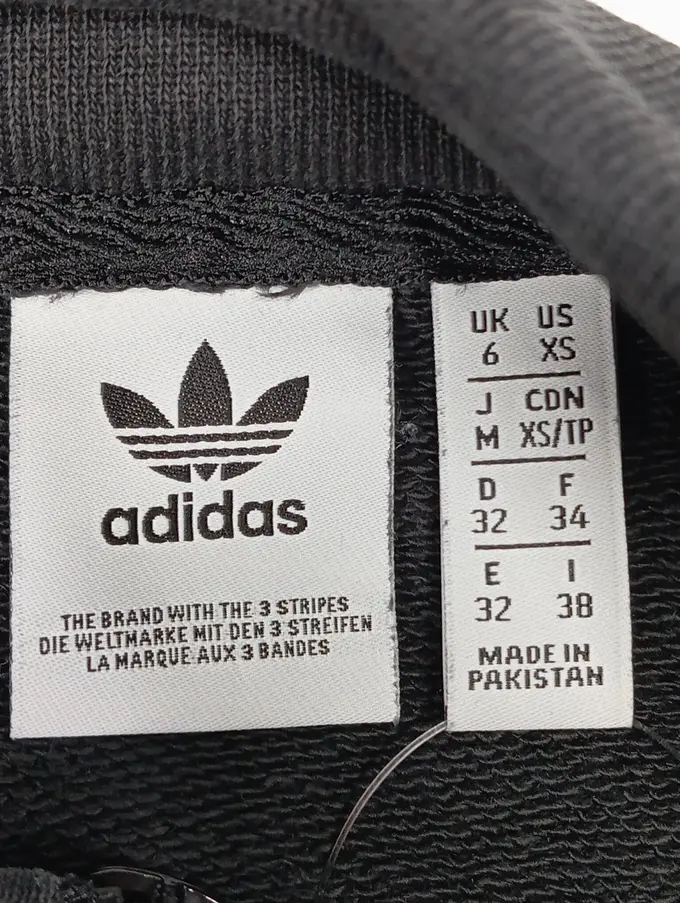 adidas
THE BRAND WITH THE 3 STRIPES
DIE WELTMARKE MIT DEN 3 STREIFEN
LA MARQUE AUX 3 BANDES
UK US
6 XS
J CDN
M XS/TP
D F
32 34
E I
32 38
MADE IN
PAKISTAN